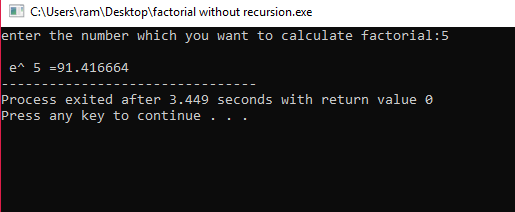 C:\Users\ram\Desktop\factorial without recursion.exe
enter the number which you want to calculate factorial:5
e^ 5 =91.416664
--------------------------------
Process exited after 3.449 seconds with return value 0
Press any key to continue . . .